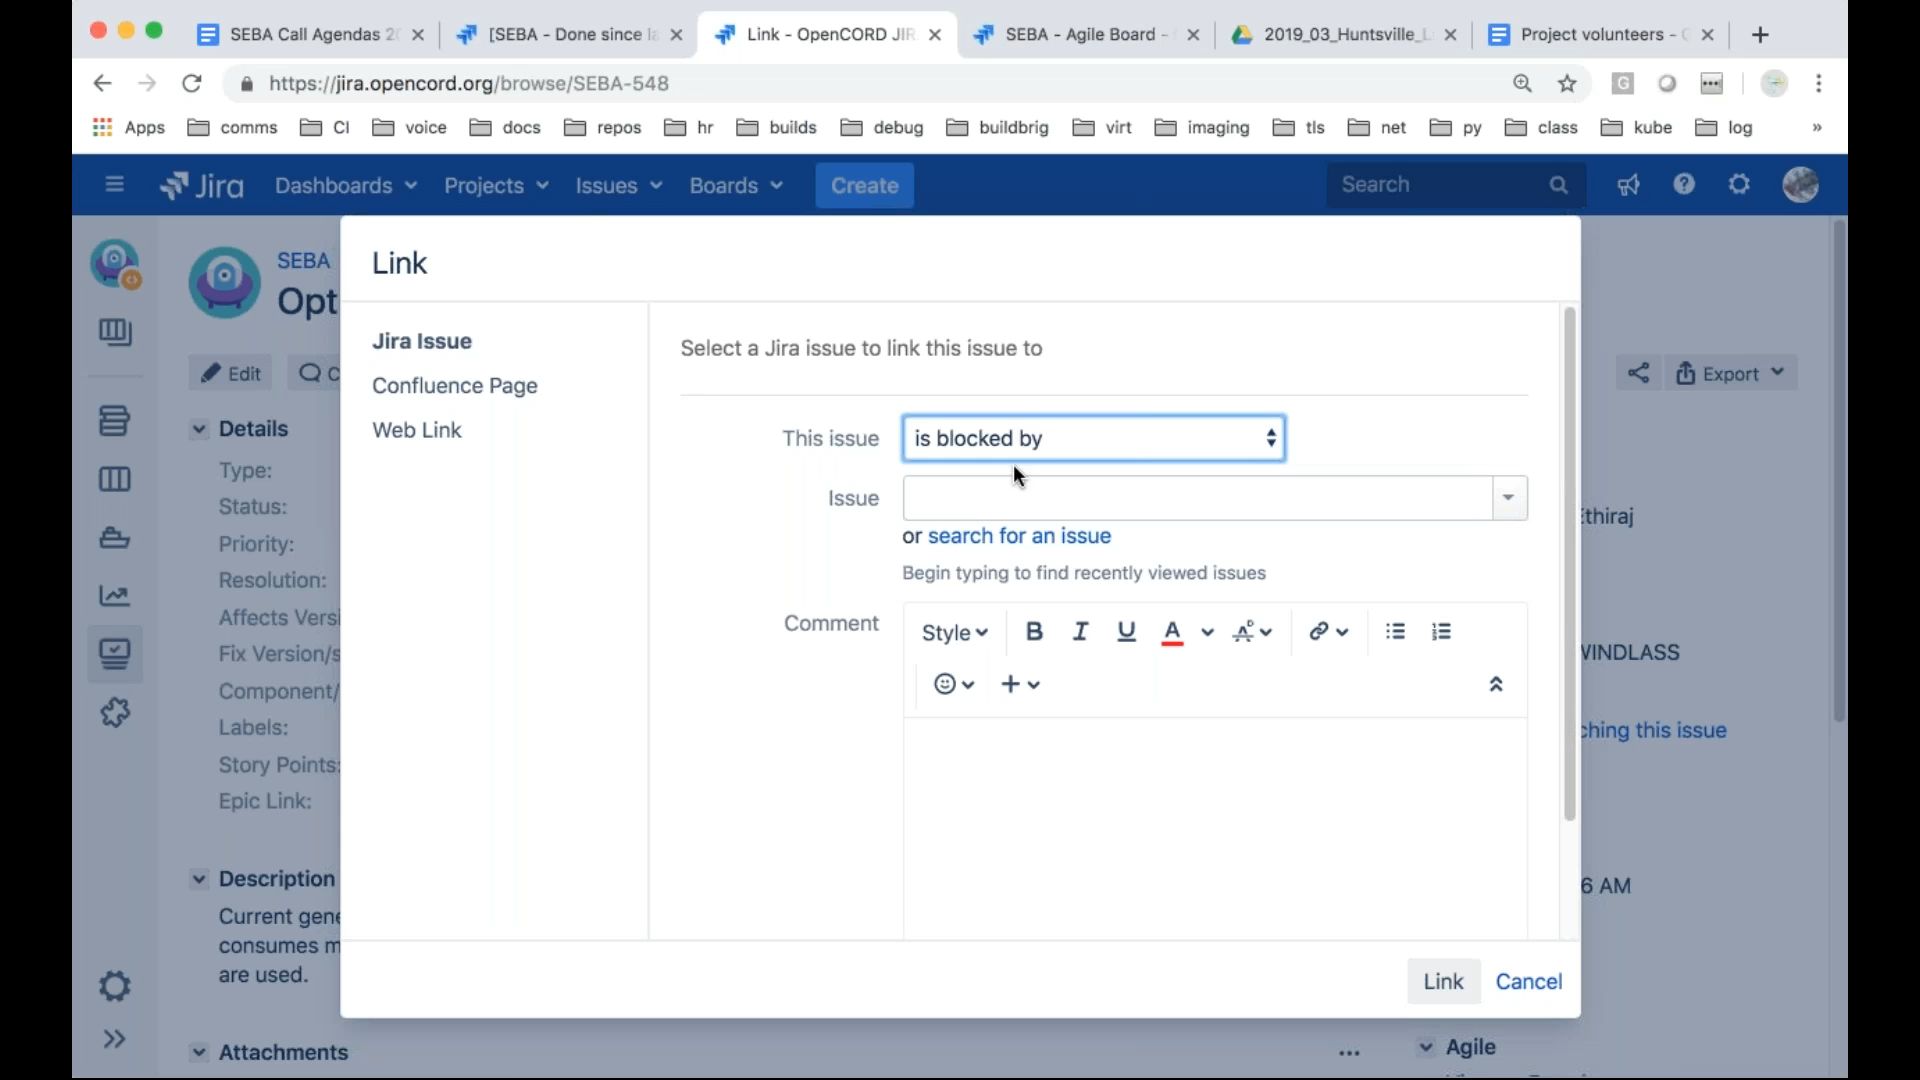 SEBA Call Agendas 2
[SEBA - Done since la
Link - OpenCORD JIR
SEBA - Agile Board -
2019_03_Huntsville_L
Project volunteers - G
https://jira.opencord.org/browse/SEBA-548
Apps
comms
CI
voice
docs
repos
hr
builds
debug
buildbrig
virt
imaging
tls
net
py
class
kube
log
»
Jira
Dashboards
Projects
Issues
Boards
Create
Search
SEBA
Opt
Link
Jira Issue
Confluence Page
Web Link
Select a Jira issue to link this issue to
This issue
is blocked by
Issue
or search for an issue
Begin typing to find recently viewed issues
Comment
Style
B I U A
Link
Cancel
Edit
C
Export
Details
Type:
Status:
Priority:
Resolution:
Affects Versi
Fix Version/s
Component/
Labels:
Story Points:
Epic Link:
Description
Current gene
consumes m
are used.
Attachments
Ethiraj
WINDLASS
ching this issue
6 AM
Agile